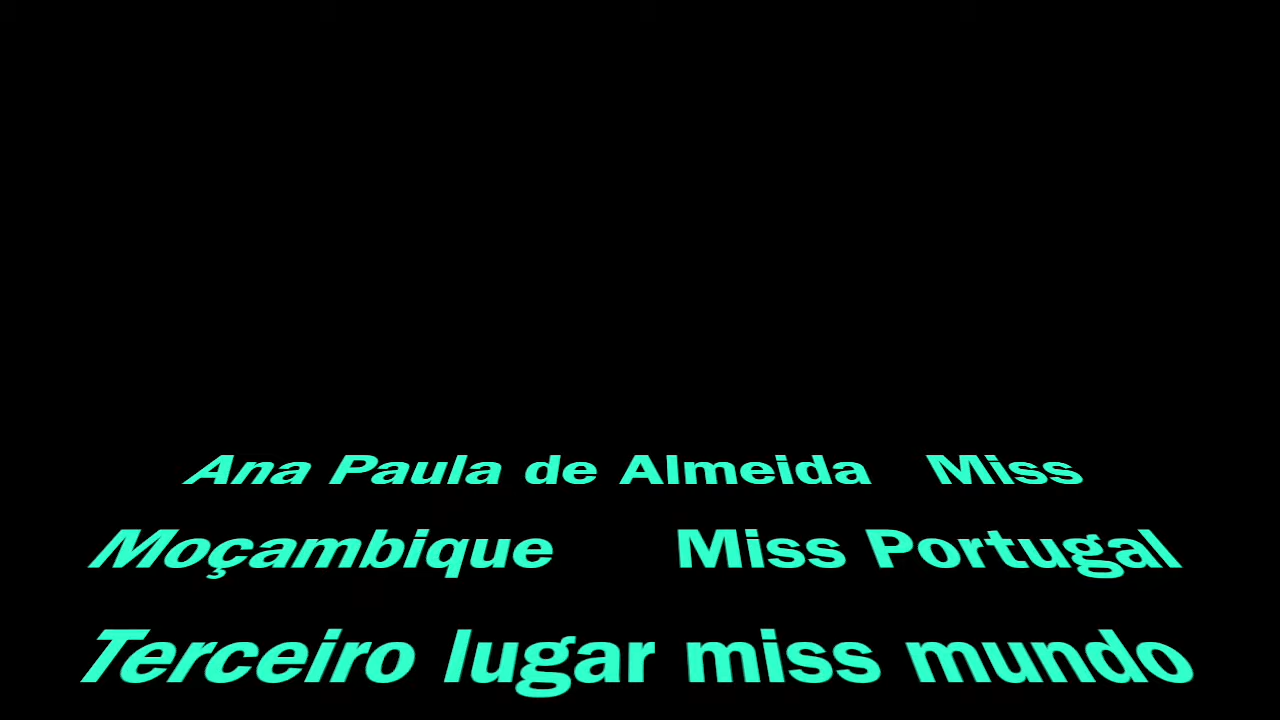 Ana Paula de Almeida Miss
Moçambique Miss Portugal
Terceiro lugar miss mundo